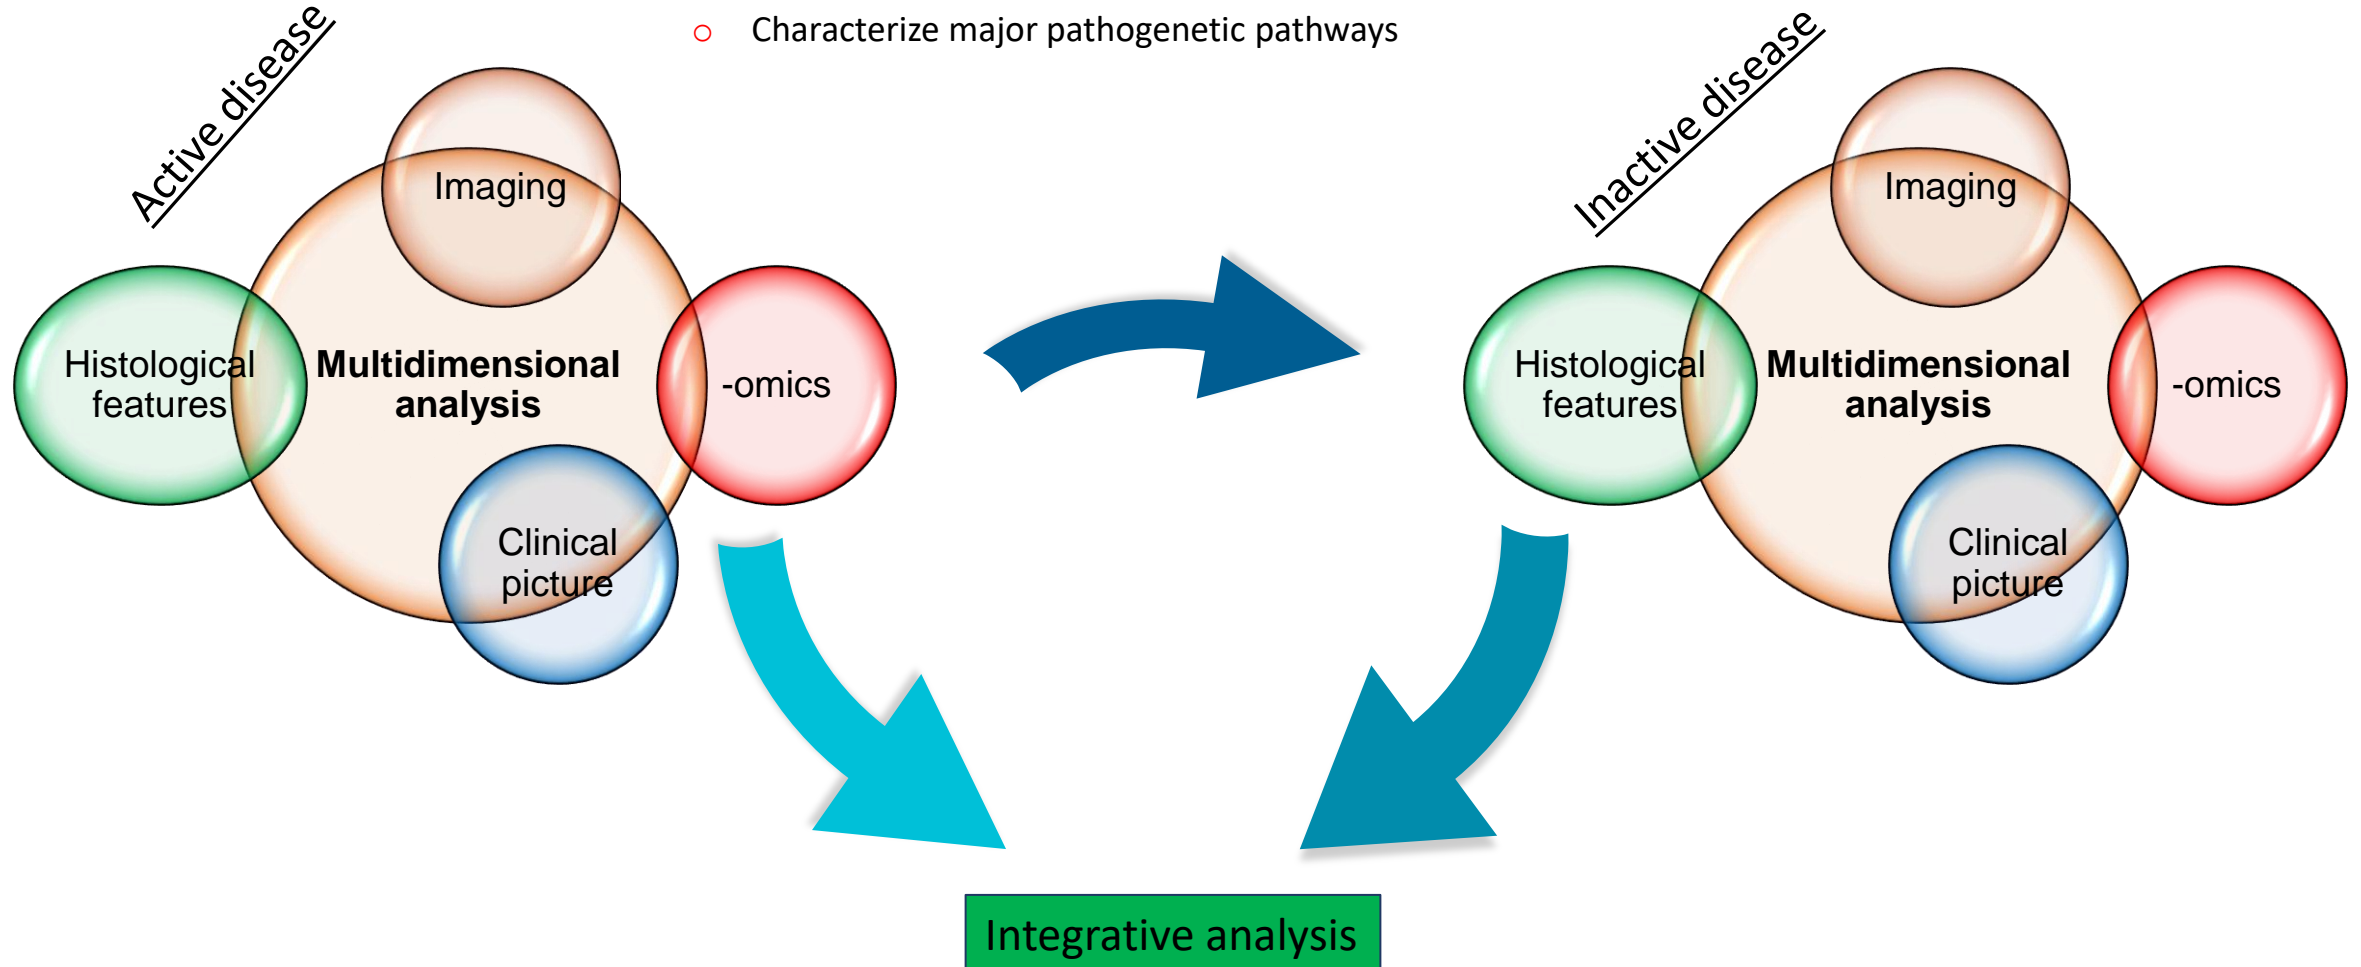 Characterize major pathogenetic pathways
Active disease
Imaging
Histological
features
Multidimensional
analysis
-omics
Clinical
picture
Inactive disease
Imaging
Histological
features
Multidimensional
analysis
-omics
Clinical
picture
Integrative analysis